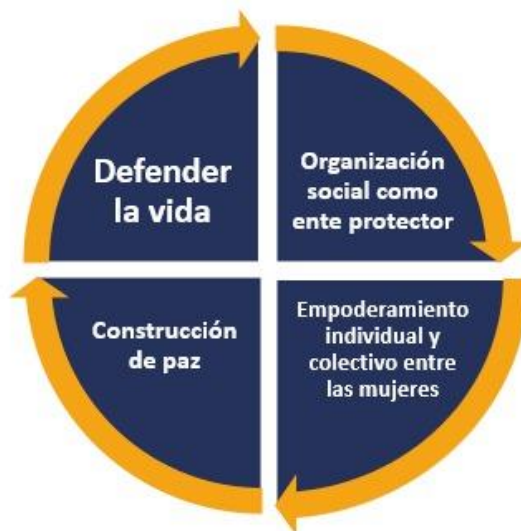 Defender
la vida
Organización
social como
ente protector
Construcción
de paz
Empoderamiento
individual y
colectivo entre
las mujeres